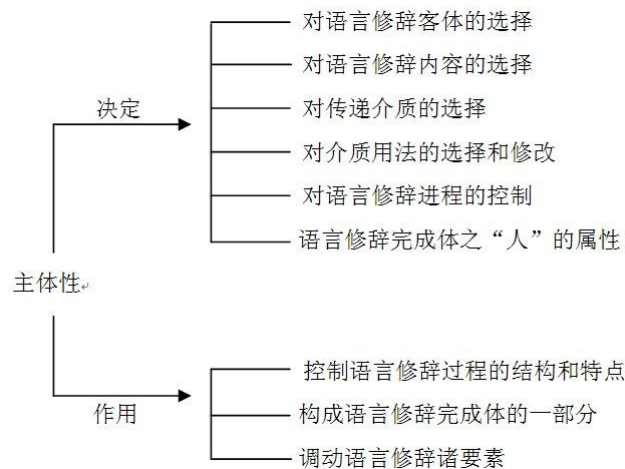 对语言修辞客体的选择
对语言修辞内容的选择
决定
对传递介质的选择
对介质用法的选择和修改
对语言修辞进程的控制
语言修辞完成体之“人”的属性
主体性
控制语言修辞过程的结构和特点
作用
构成语言修辞完成体的一部分
调动语言修辞诸要素